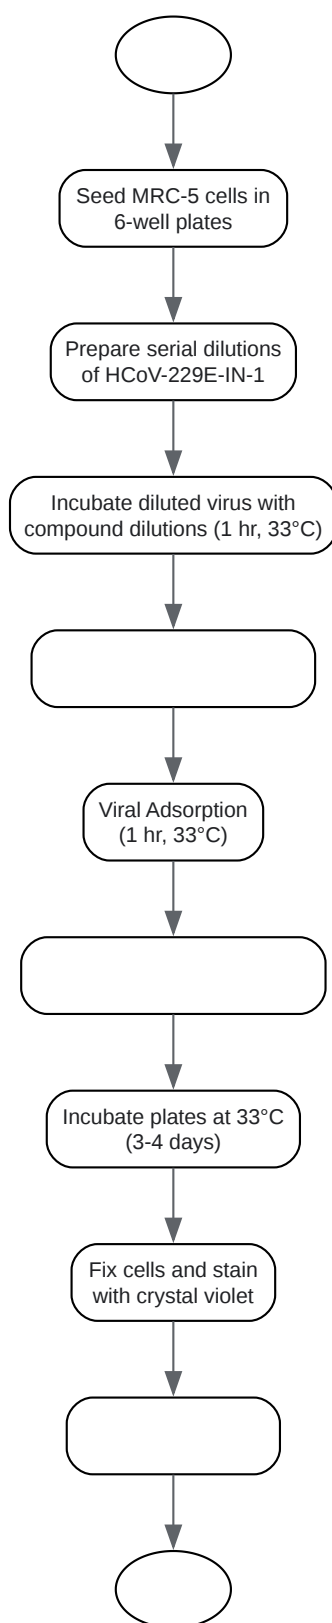 Seed MRC-5 cells in
6-well plates
Prepare serial dilutions
of HCoV-229E-IN-1
Incubate diluted virus with
compound dilutions (1 hr, 33°C)
Viral Adsorption
(1 hr, 33°C)
Incubate plates at 33°C
(3-4 days)
Fix cells and stain
with crystal violet